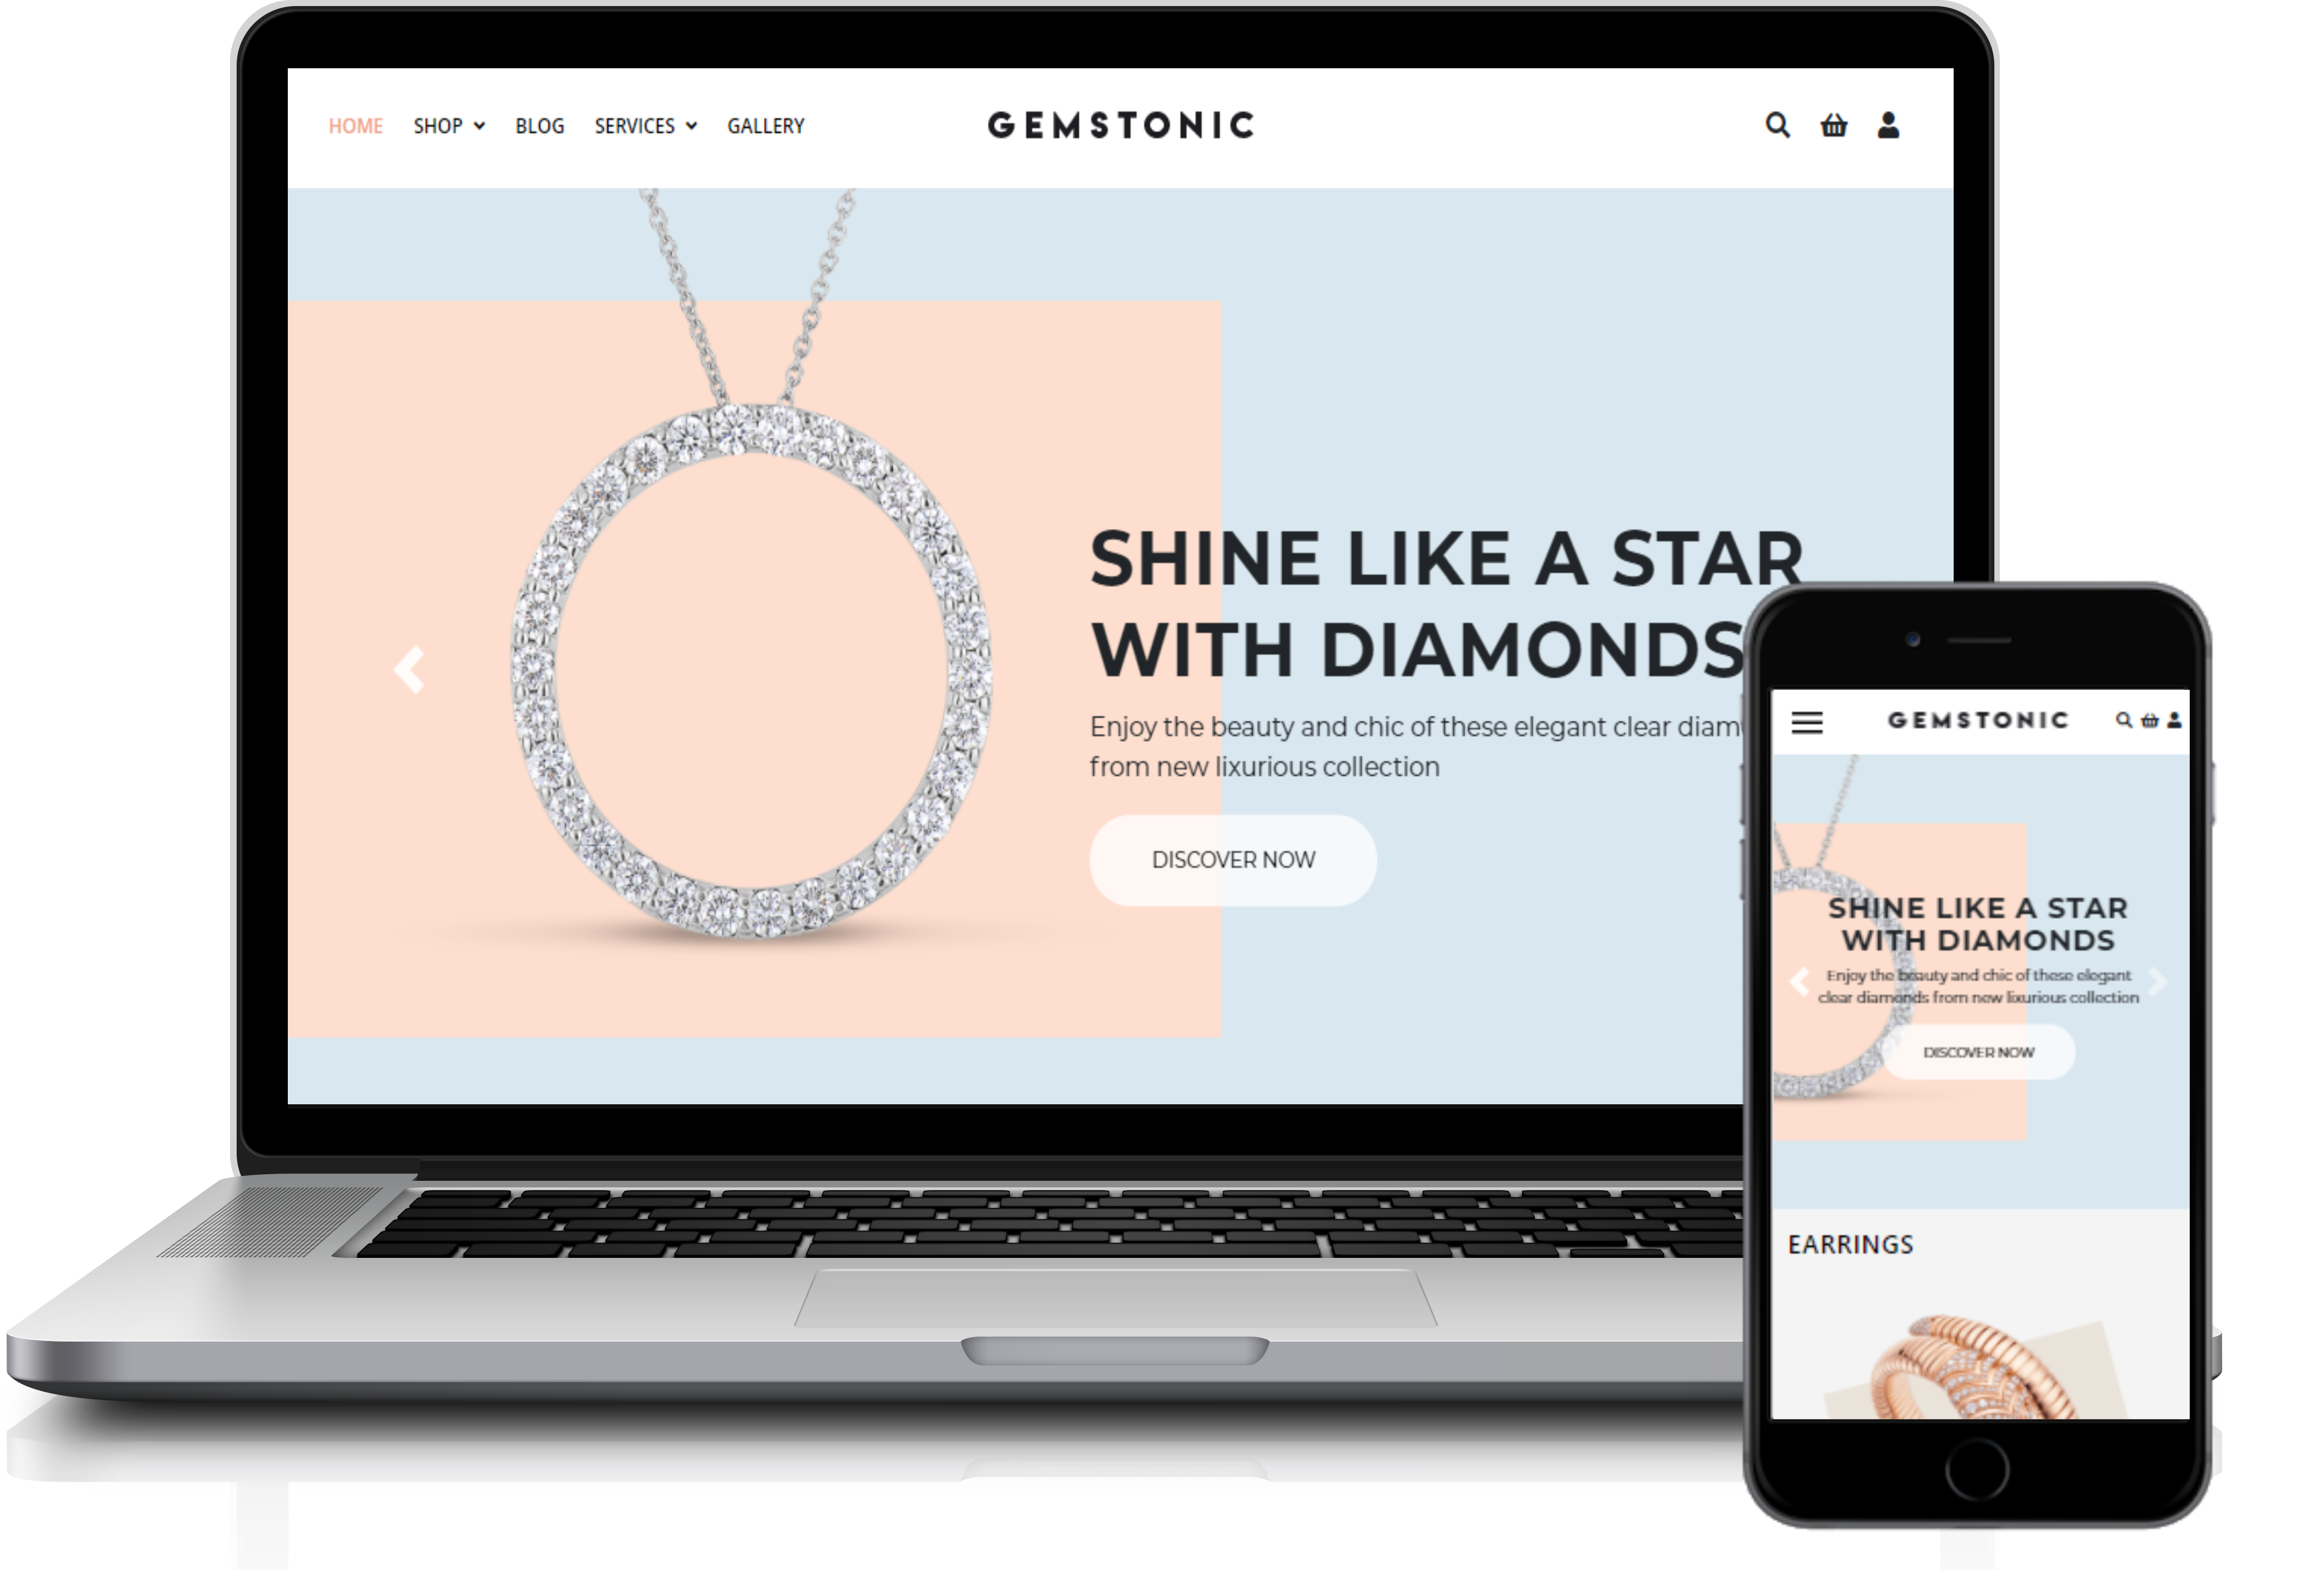 HOME SHOP BLOG SERVICES GALLERY
GEMSTONIC
SHINE LIKE A STAR
WITH DIAMONDS
Enjoy the beauty and chic of these elegant clear
from new lixurious collection
DISCOVER NOW
GEMSTONIC
SHINE LIKE A STAR
WITH DIAMONDS
Enjoy the beauty and chic of these elegant
clear diamonds from new lixurious collection
DISCOVER NOW
EARRINGS